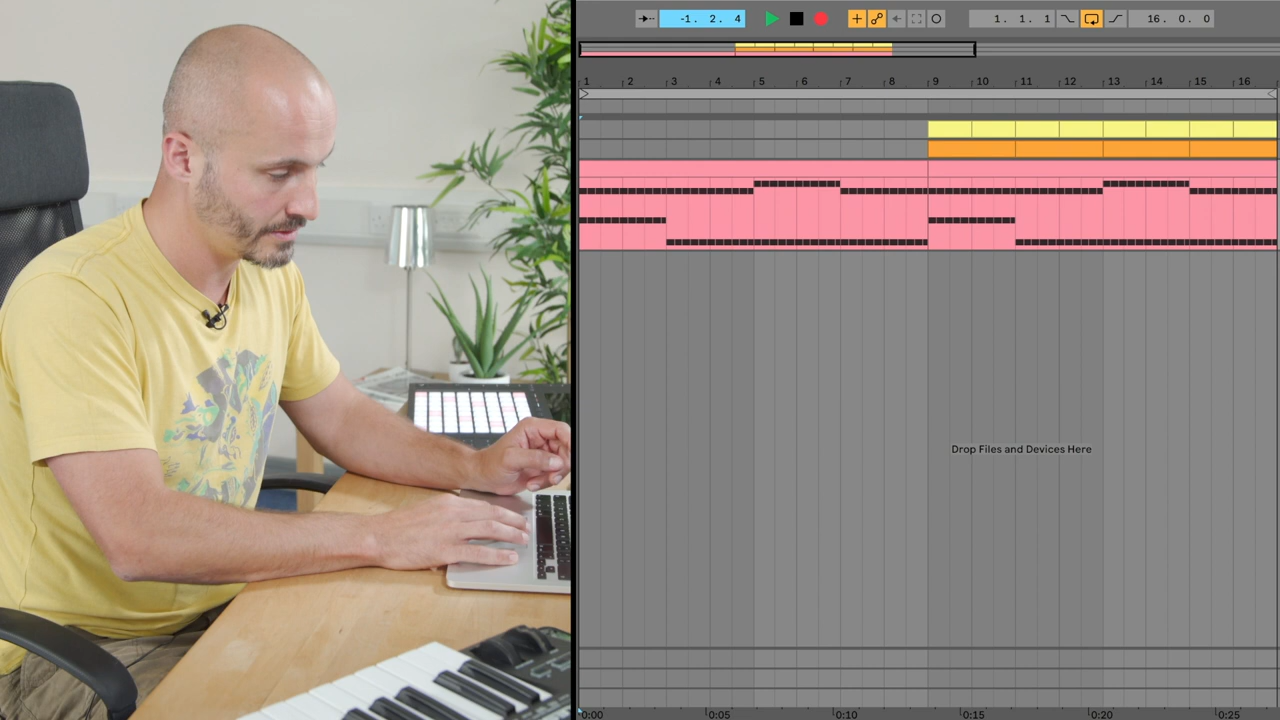 -1. 2. 4
1. 1. 1
16. 0. 0
1 2 3 4 5 6 7 8 9 10 11 12 13 14 15 16
Drop Files and Devices Here
0:00 0:05 0:10 0:15 0:20 0:25